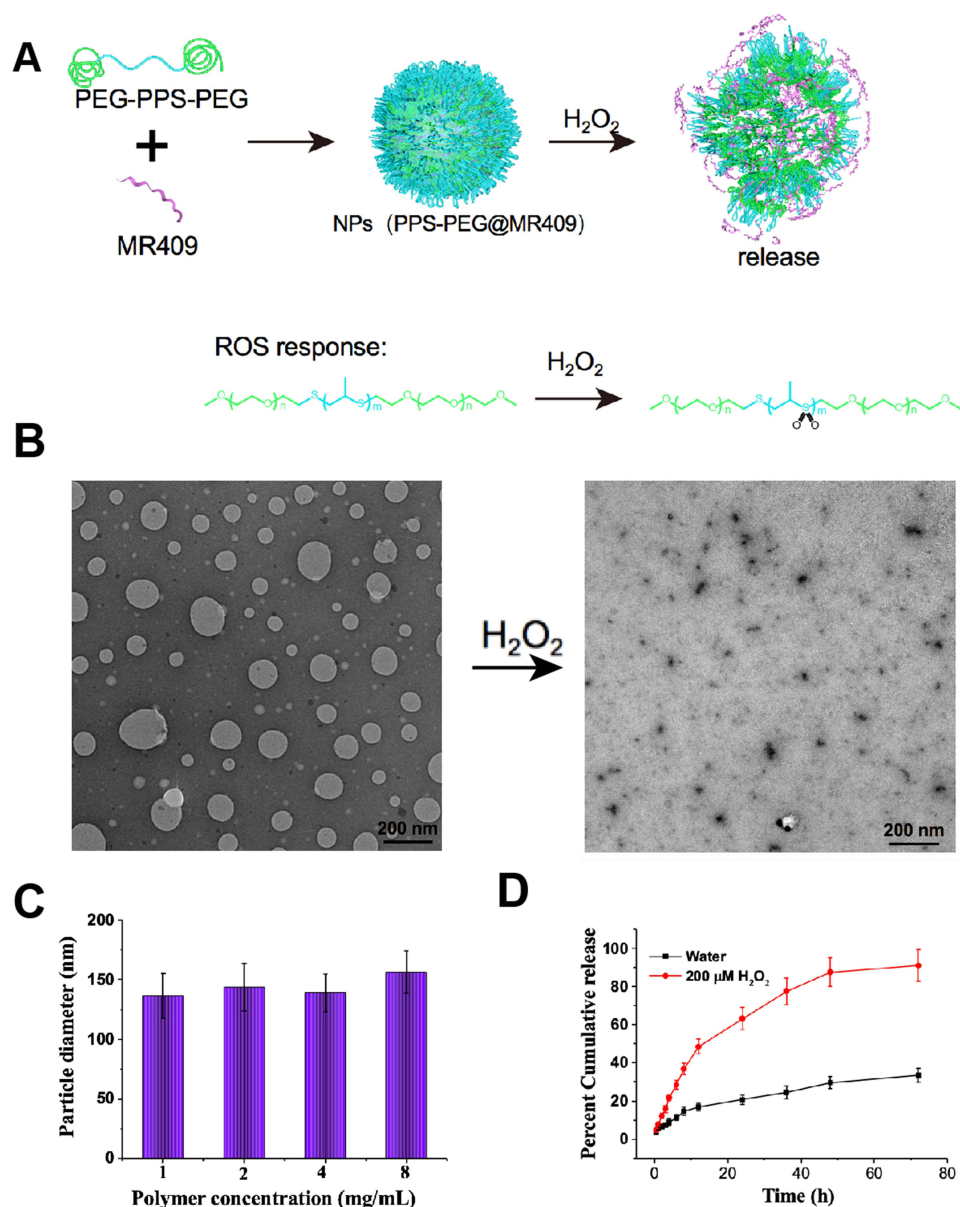 A
PEG-PPS-PEG
+
MR409
NPs (PPS-PEG@MR409)
H₂O₂
release
ROS response:
H₂O₂
O
n
O
S
m
S
O
n
O
O
n
O
S
m
S
O
n
O
O O
B
H₂O₂
200 nm
200 nm
C
Particle diameter (nm)
200
150
100
50
0
1 2 4 8
Polymer concentration (mg/mL)
D
Percent Cumulative release
100
80
60
40
20
0
Water
200 μM H₂O₂
0 20 40 60 80
Time (h)